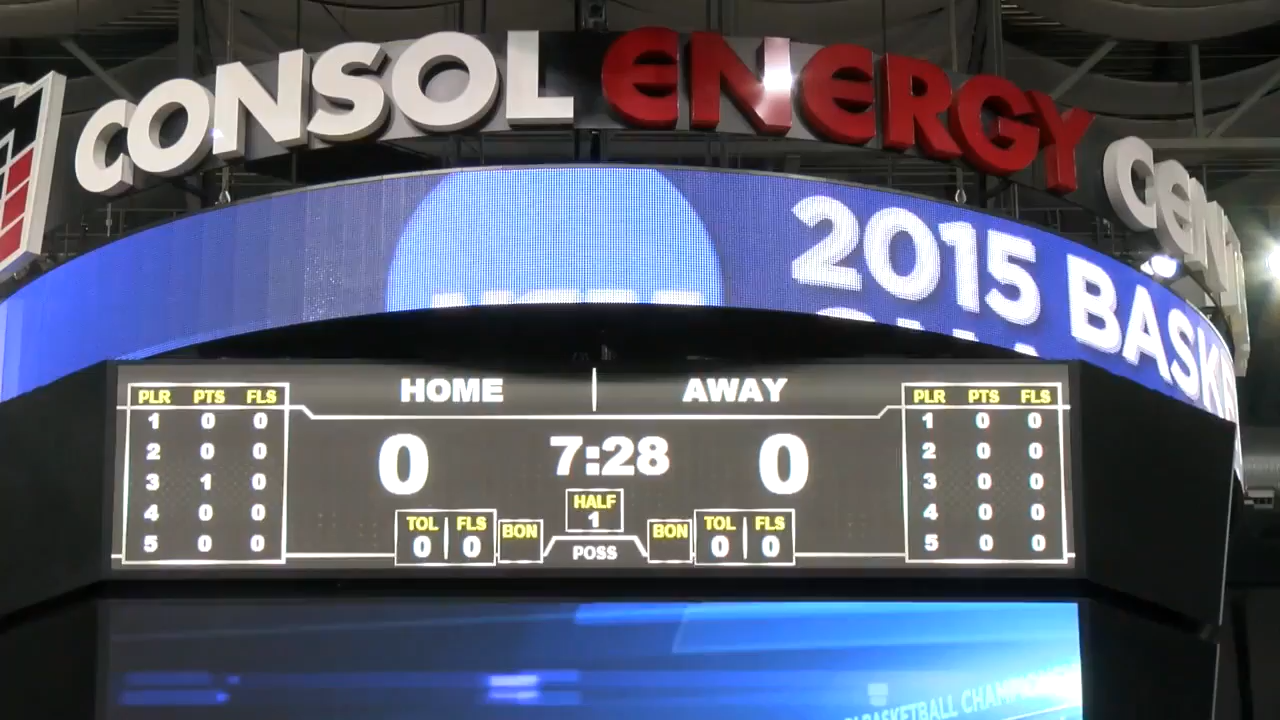 CONSOL ENERGY CENT
2015 BASK
HOME AWAY
PLR PTS FLS
1 0 0
2 0 0
3 1 0
4 0 0
5 0 0
0 7:28 0
HALF
1
TOL FLS
0 0
BON
POSS
BON
TOL FLS
0 0
PLR PTS FLS
1 0 0
2 0 0
3 0 0
4 0 0
5 0 0
BASKETBALL